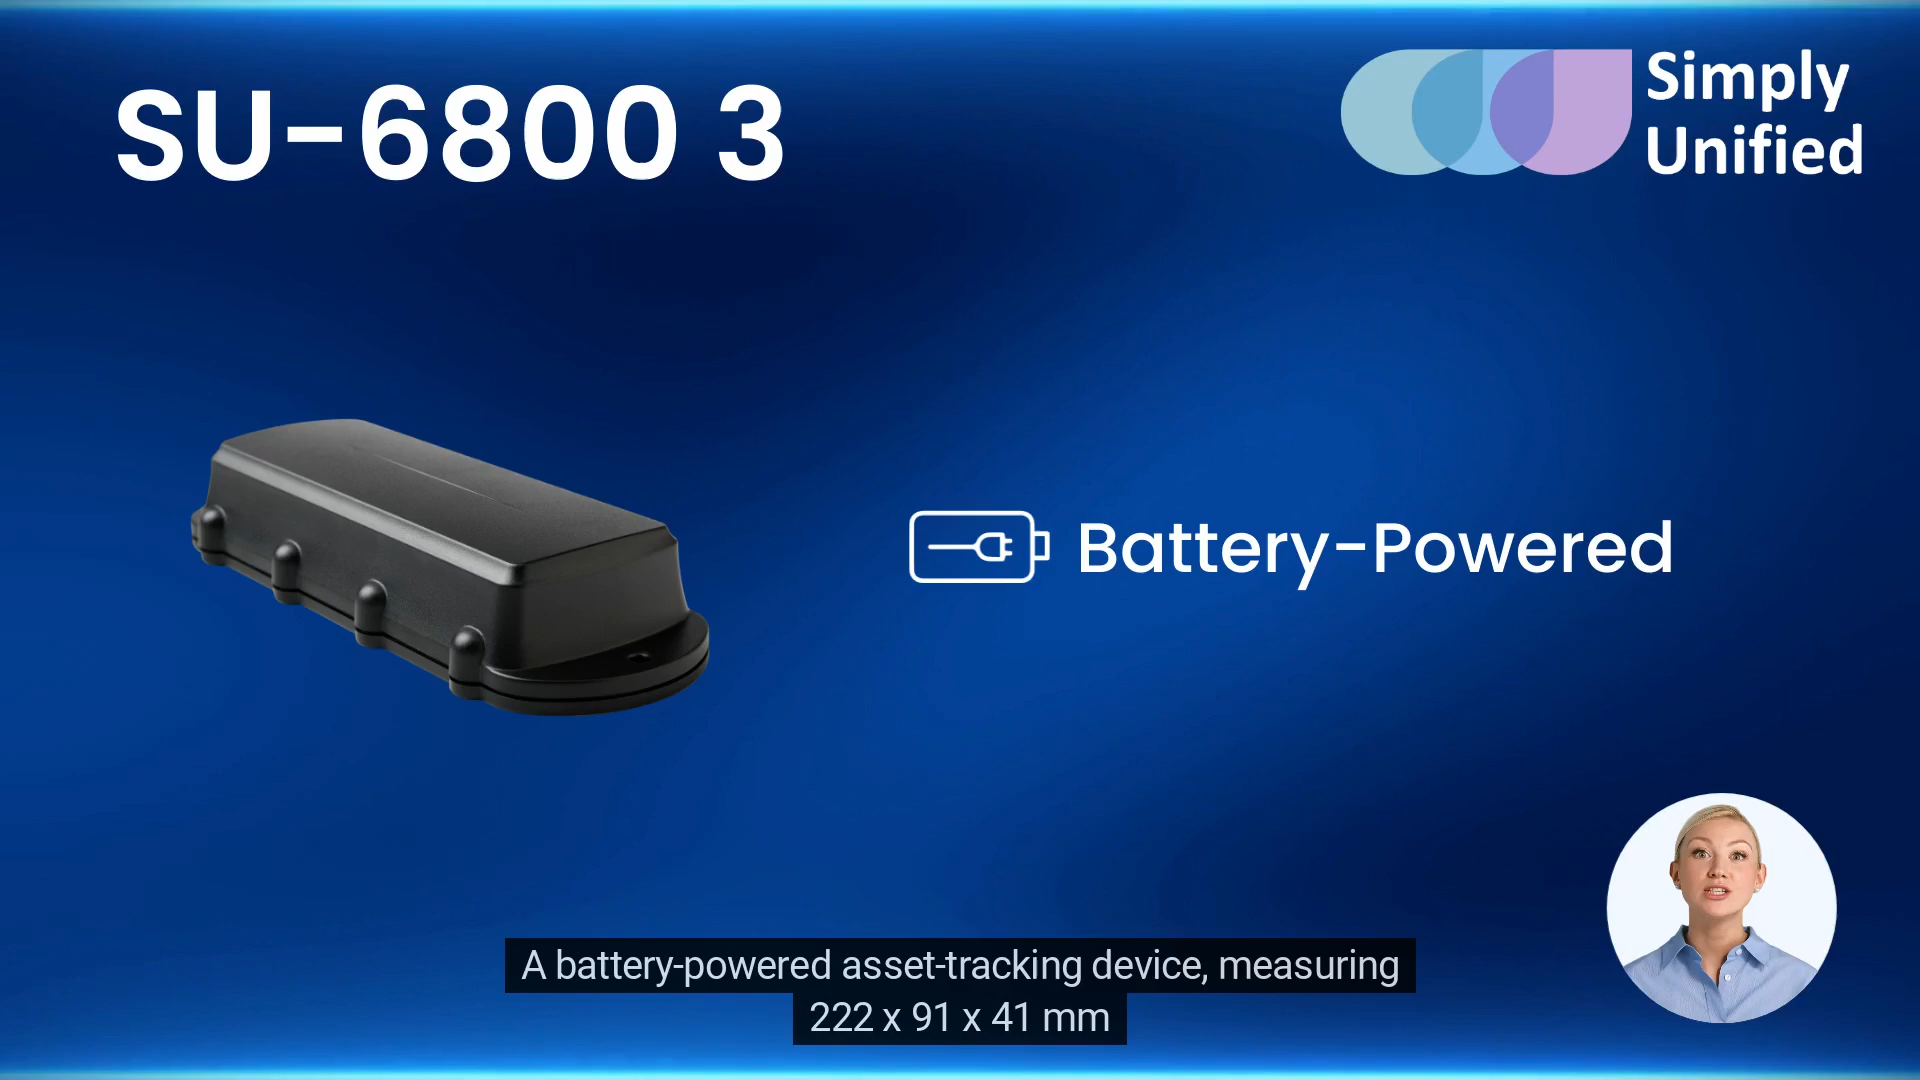 SU-6800 3
Simply
Unified
Battery-Powered
A battery-powered asset-tracking device, measuring
222 x 91 x 41 mm